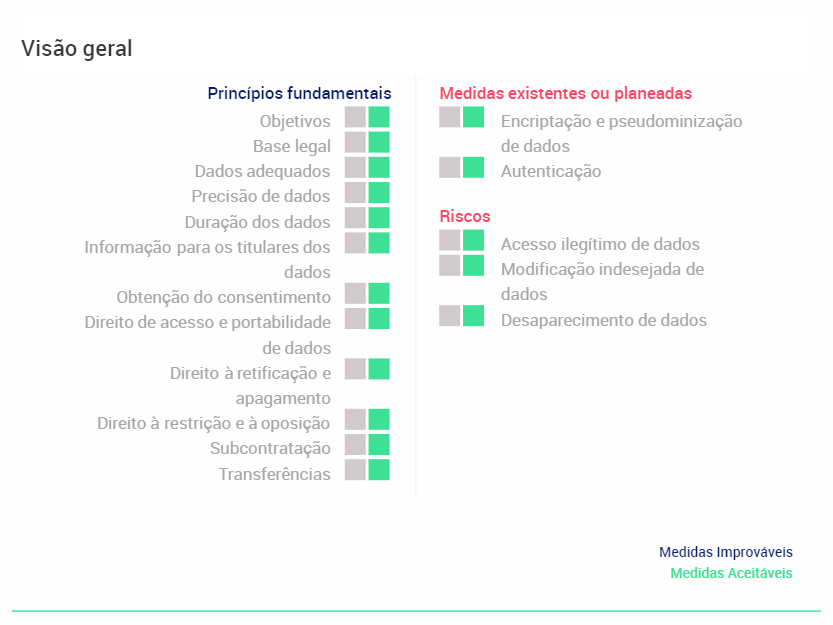 Visão geral
Princípios fundamentais
Objetivos
Base legal
Dados adequados
Precisão de dados
Duração dos dados
Informação para os titulares dos
dados
Obtenção do consentimento
Direito de acesso e portabilidade
de dados
Direito à retificação e
apagamento
Direito à restrição e à oposição
Subcontratação
Transferências
Medidas existentes ou planeadas
Encriptação e pseudominização
de dados
Autenticação
Riscos
Acesso ilegítimo de dados
Modificação indesejada de
dados
Desaparecimento de dados
Medidas Improváveis
Medidas Aceitáveis